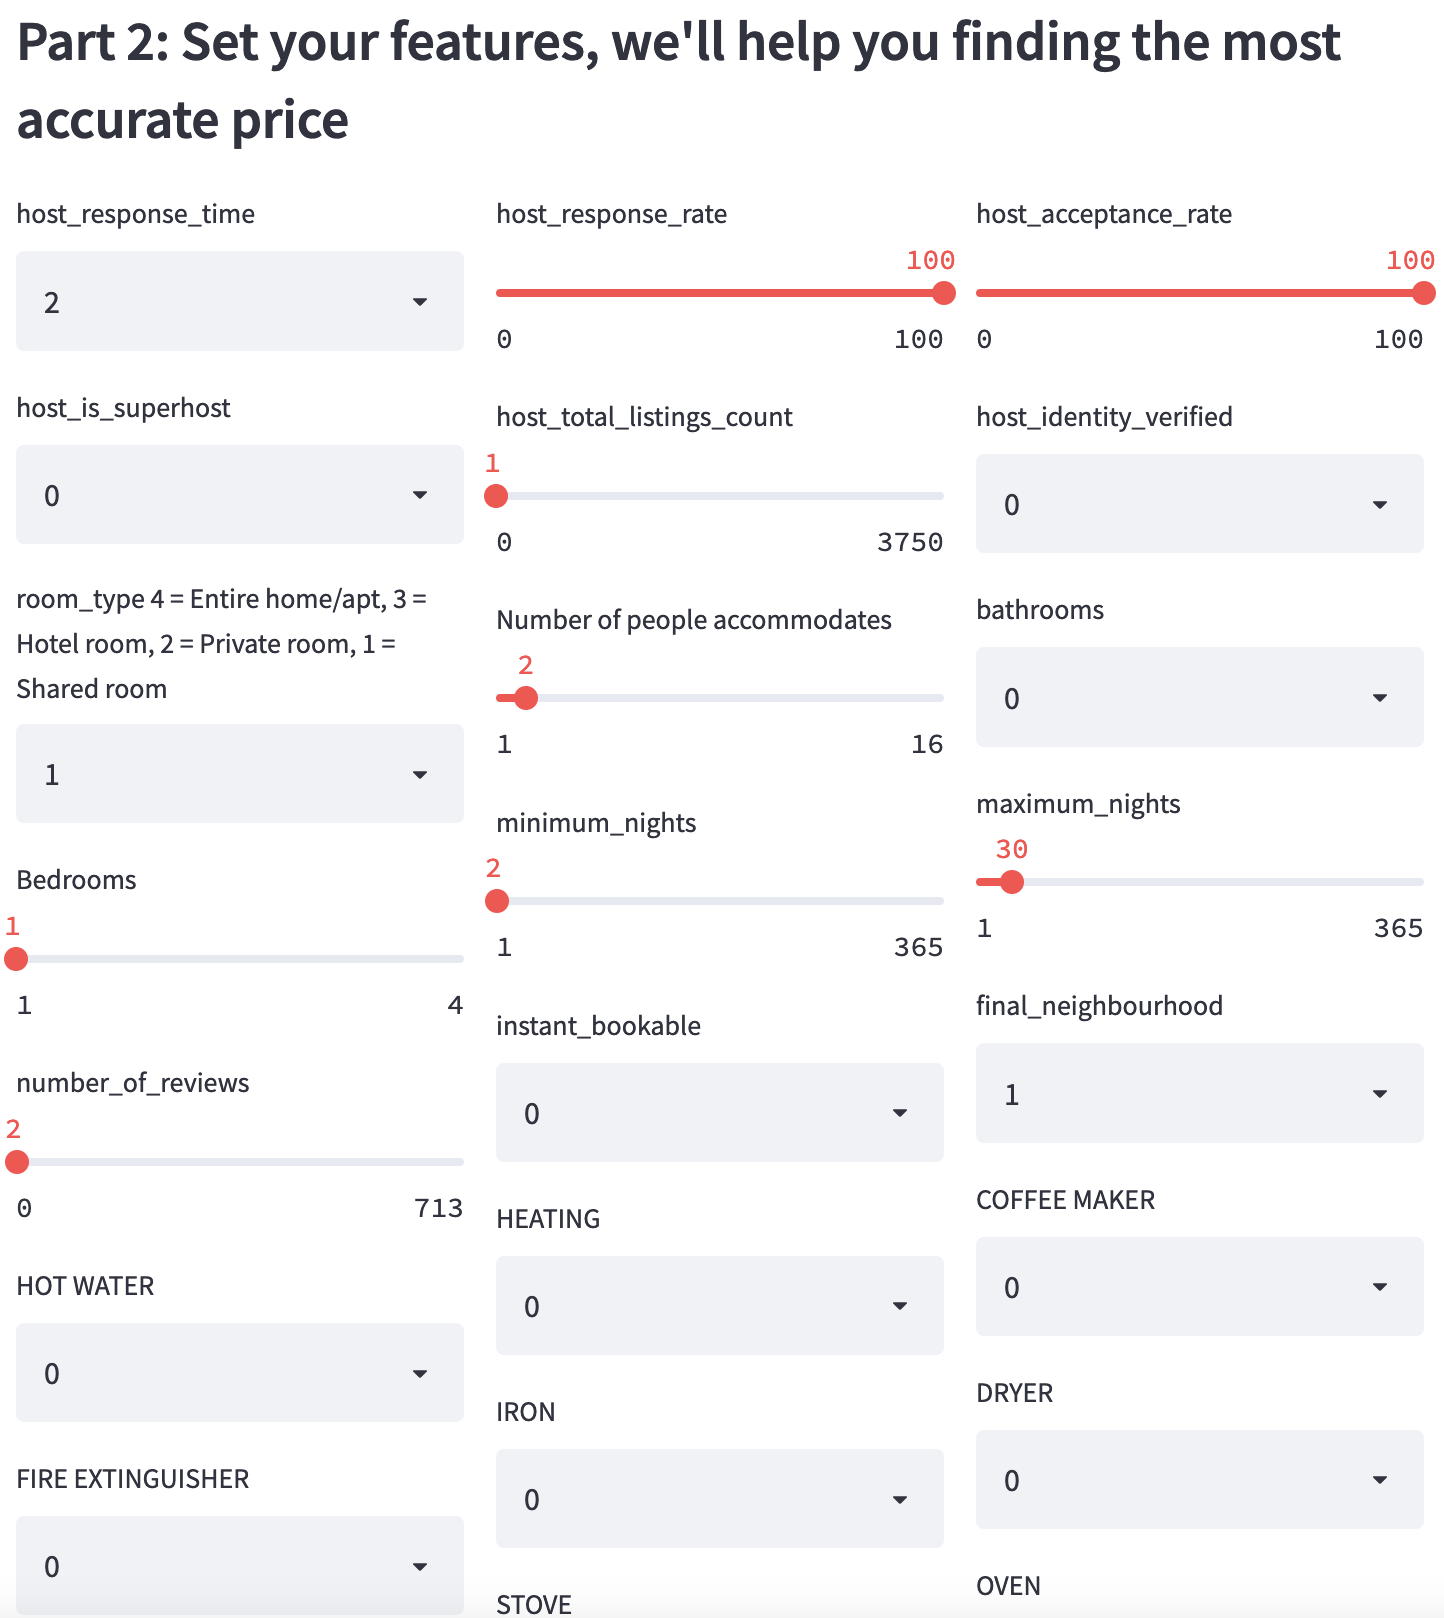 Part 2: Set your features, we'll help you finding the most
accurate price
host_response_time
2
host_is_superhost
0
room_type 4 = Entire home/apt, 3 =
Hotel room, 2 = Private room, 1 =
Shared room
1
Bedrooms
1
1 4
number_of_reviews
2
0 713
HOT WATER
0
FIRE EXTINGUISHER
0
host_response_rate
100
0 100
host_total_listings_count
1
0 3750
Number of people accommodates
2
1 16
minimum_nights
2
1 365
instant_bookable
0
HEATING
0
IRON
0
STOVE
host_acceptance_rate
100
0 100
host_identity_verified
0
bathrooms
0
maximum_nights
30
1 365
final_neighbourhood
1
COFFEE MAKER
0
DRYER
0
OVEN